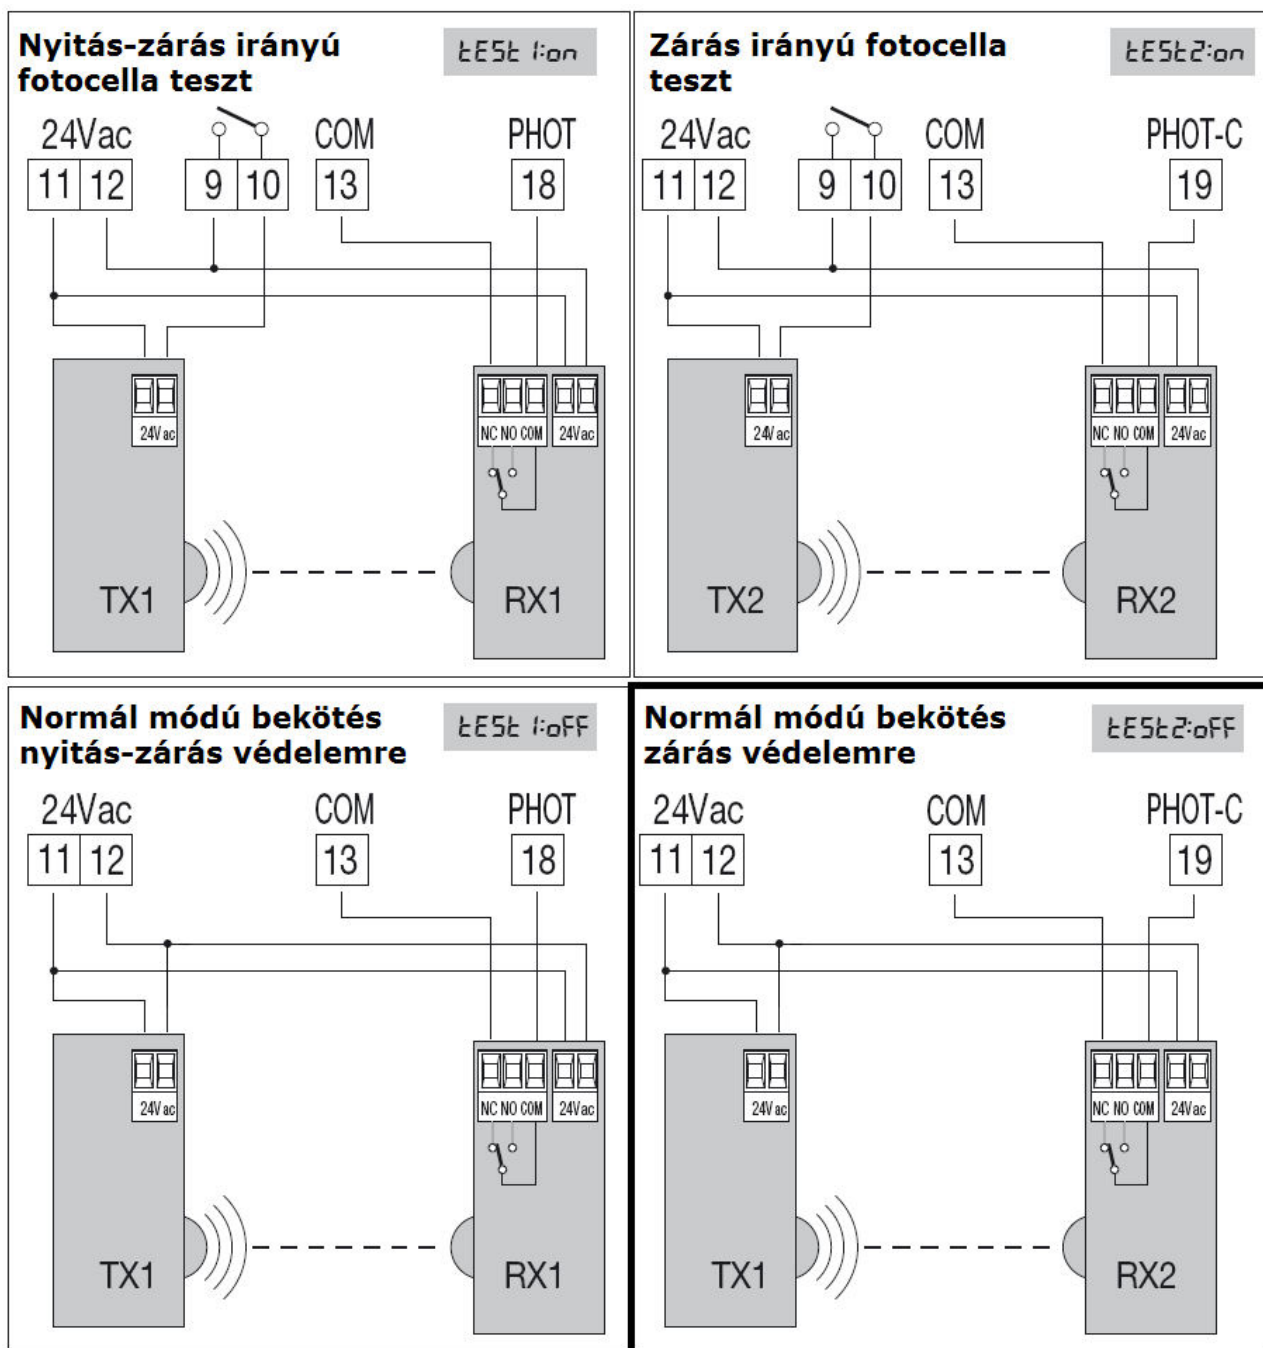 Nyitás-zárás irányú
fotocella teszt
tESt 1:on
24Vac
COM
PHOT
11 12
9 10
13
18
24Vac
NC NO COM
24Vac
TX1
RX1
Zárás irányú fotocella
teszt
tESt2:on
24Vac
COM
PHOT-C
11 12
9 10
13
19
24Vac
NC NO COM
24Vac
TX2
RX2
Normál módú bekötés
nyitás-zárás védelemre
tESt 1:oFF
24Vac
COM
PHOT
11 12
13
18
24Vac
NC NO COM
24Vac
TX1
RX1
Normál módú bekötés
zárás védelemre
tESt2:oFF
24Vac
COM
PHOT-C
11 12
13
19
24Vac
NC NO COM
24Vac
TX1
RX2